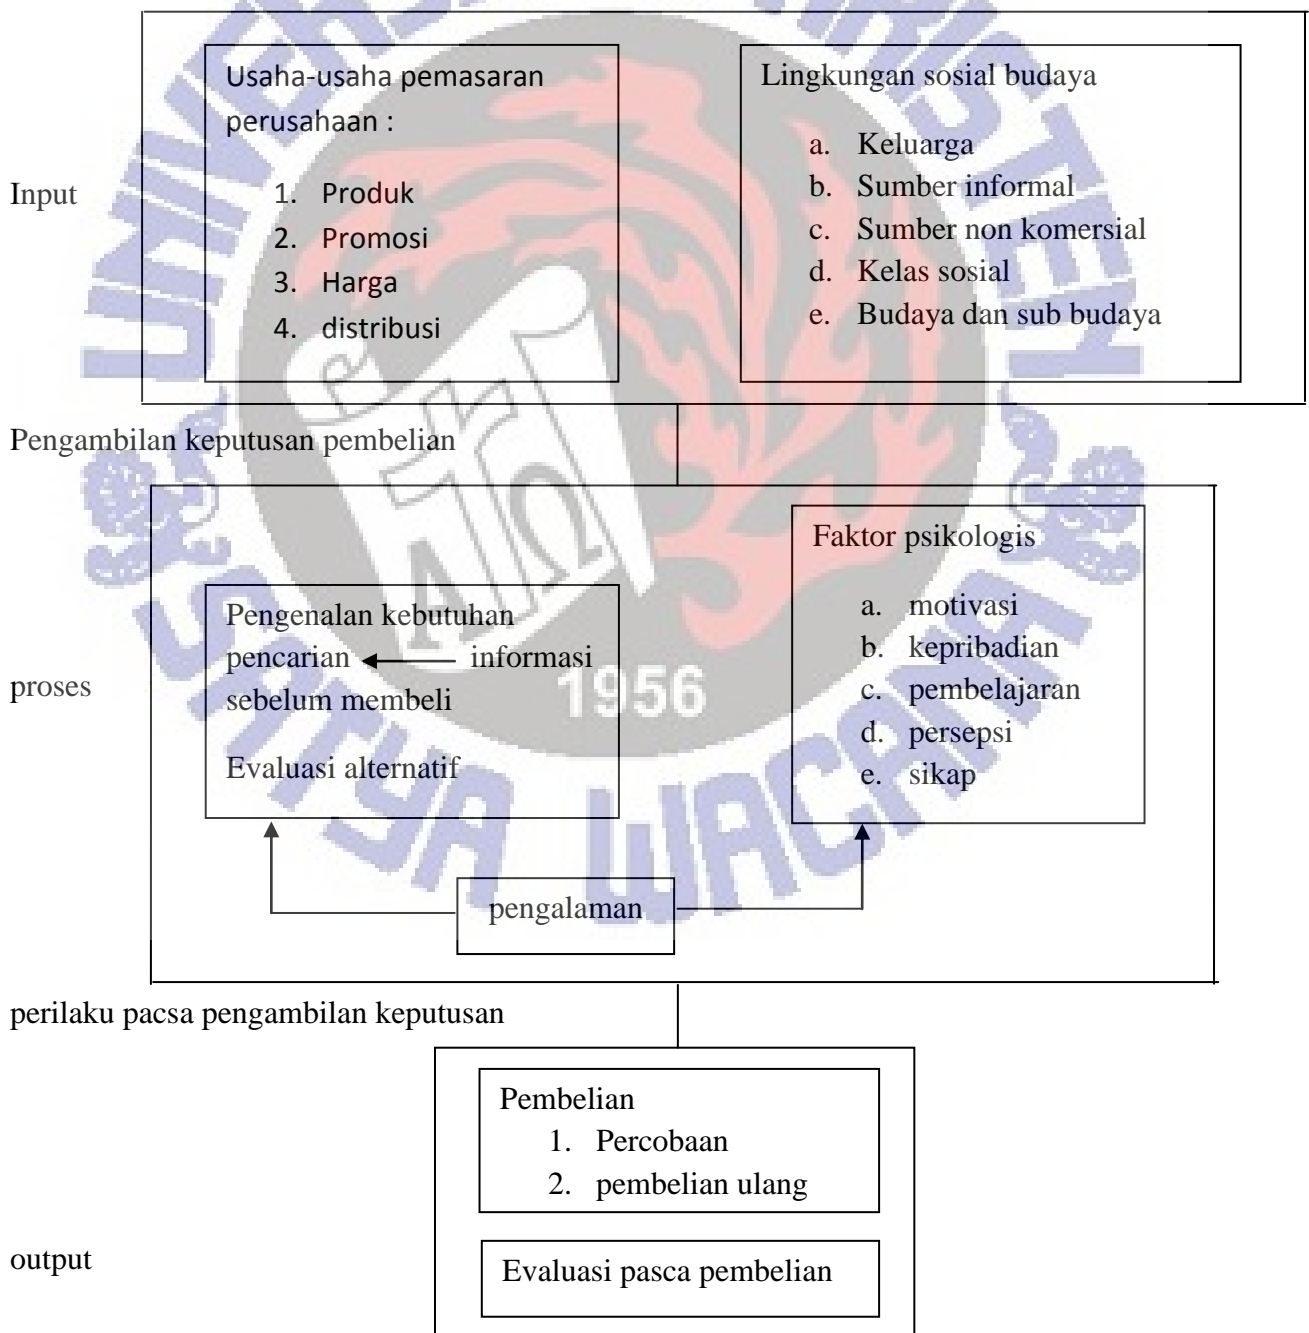 Usaha-usaha pemasaran
perusahaan :
1. Produk
2. Promosi
3. Harga
4. distribusi
Lingkungan sosial budaya
a. Keluarga
b. Sumber informal
c. Sumber non komersial
d. Kelas sosial
e. Budaya dan sub budaya
Input
Pengambilan keputusan pembelian
Faktor psikologis
a. motivasi
b. kepribadian
c. pembelajaran
d. persepsi
e. sikap
Pengenalan kebutuhan
pencarian informasi
sebelum membeli
Evaluasi alternatif
proses
pengalaman
perilaku pacsa pengambilan keputusan
Pembelian
1. Percobaan
2. pembelian ulang
output
Evaluasi pasca pembelian
SATYA WACANA
1956
ΑΩ